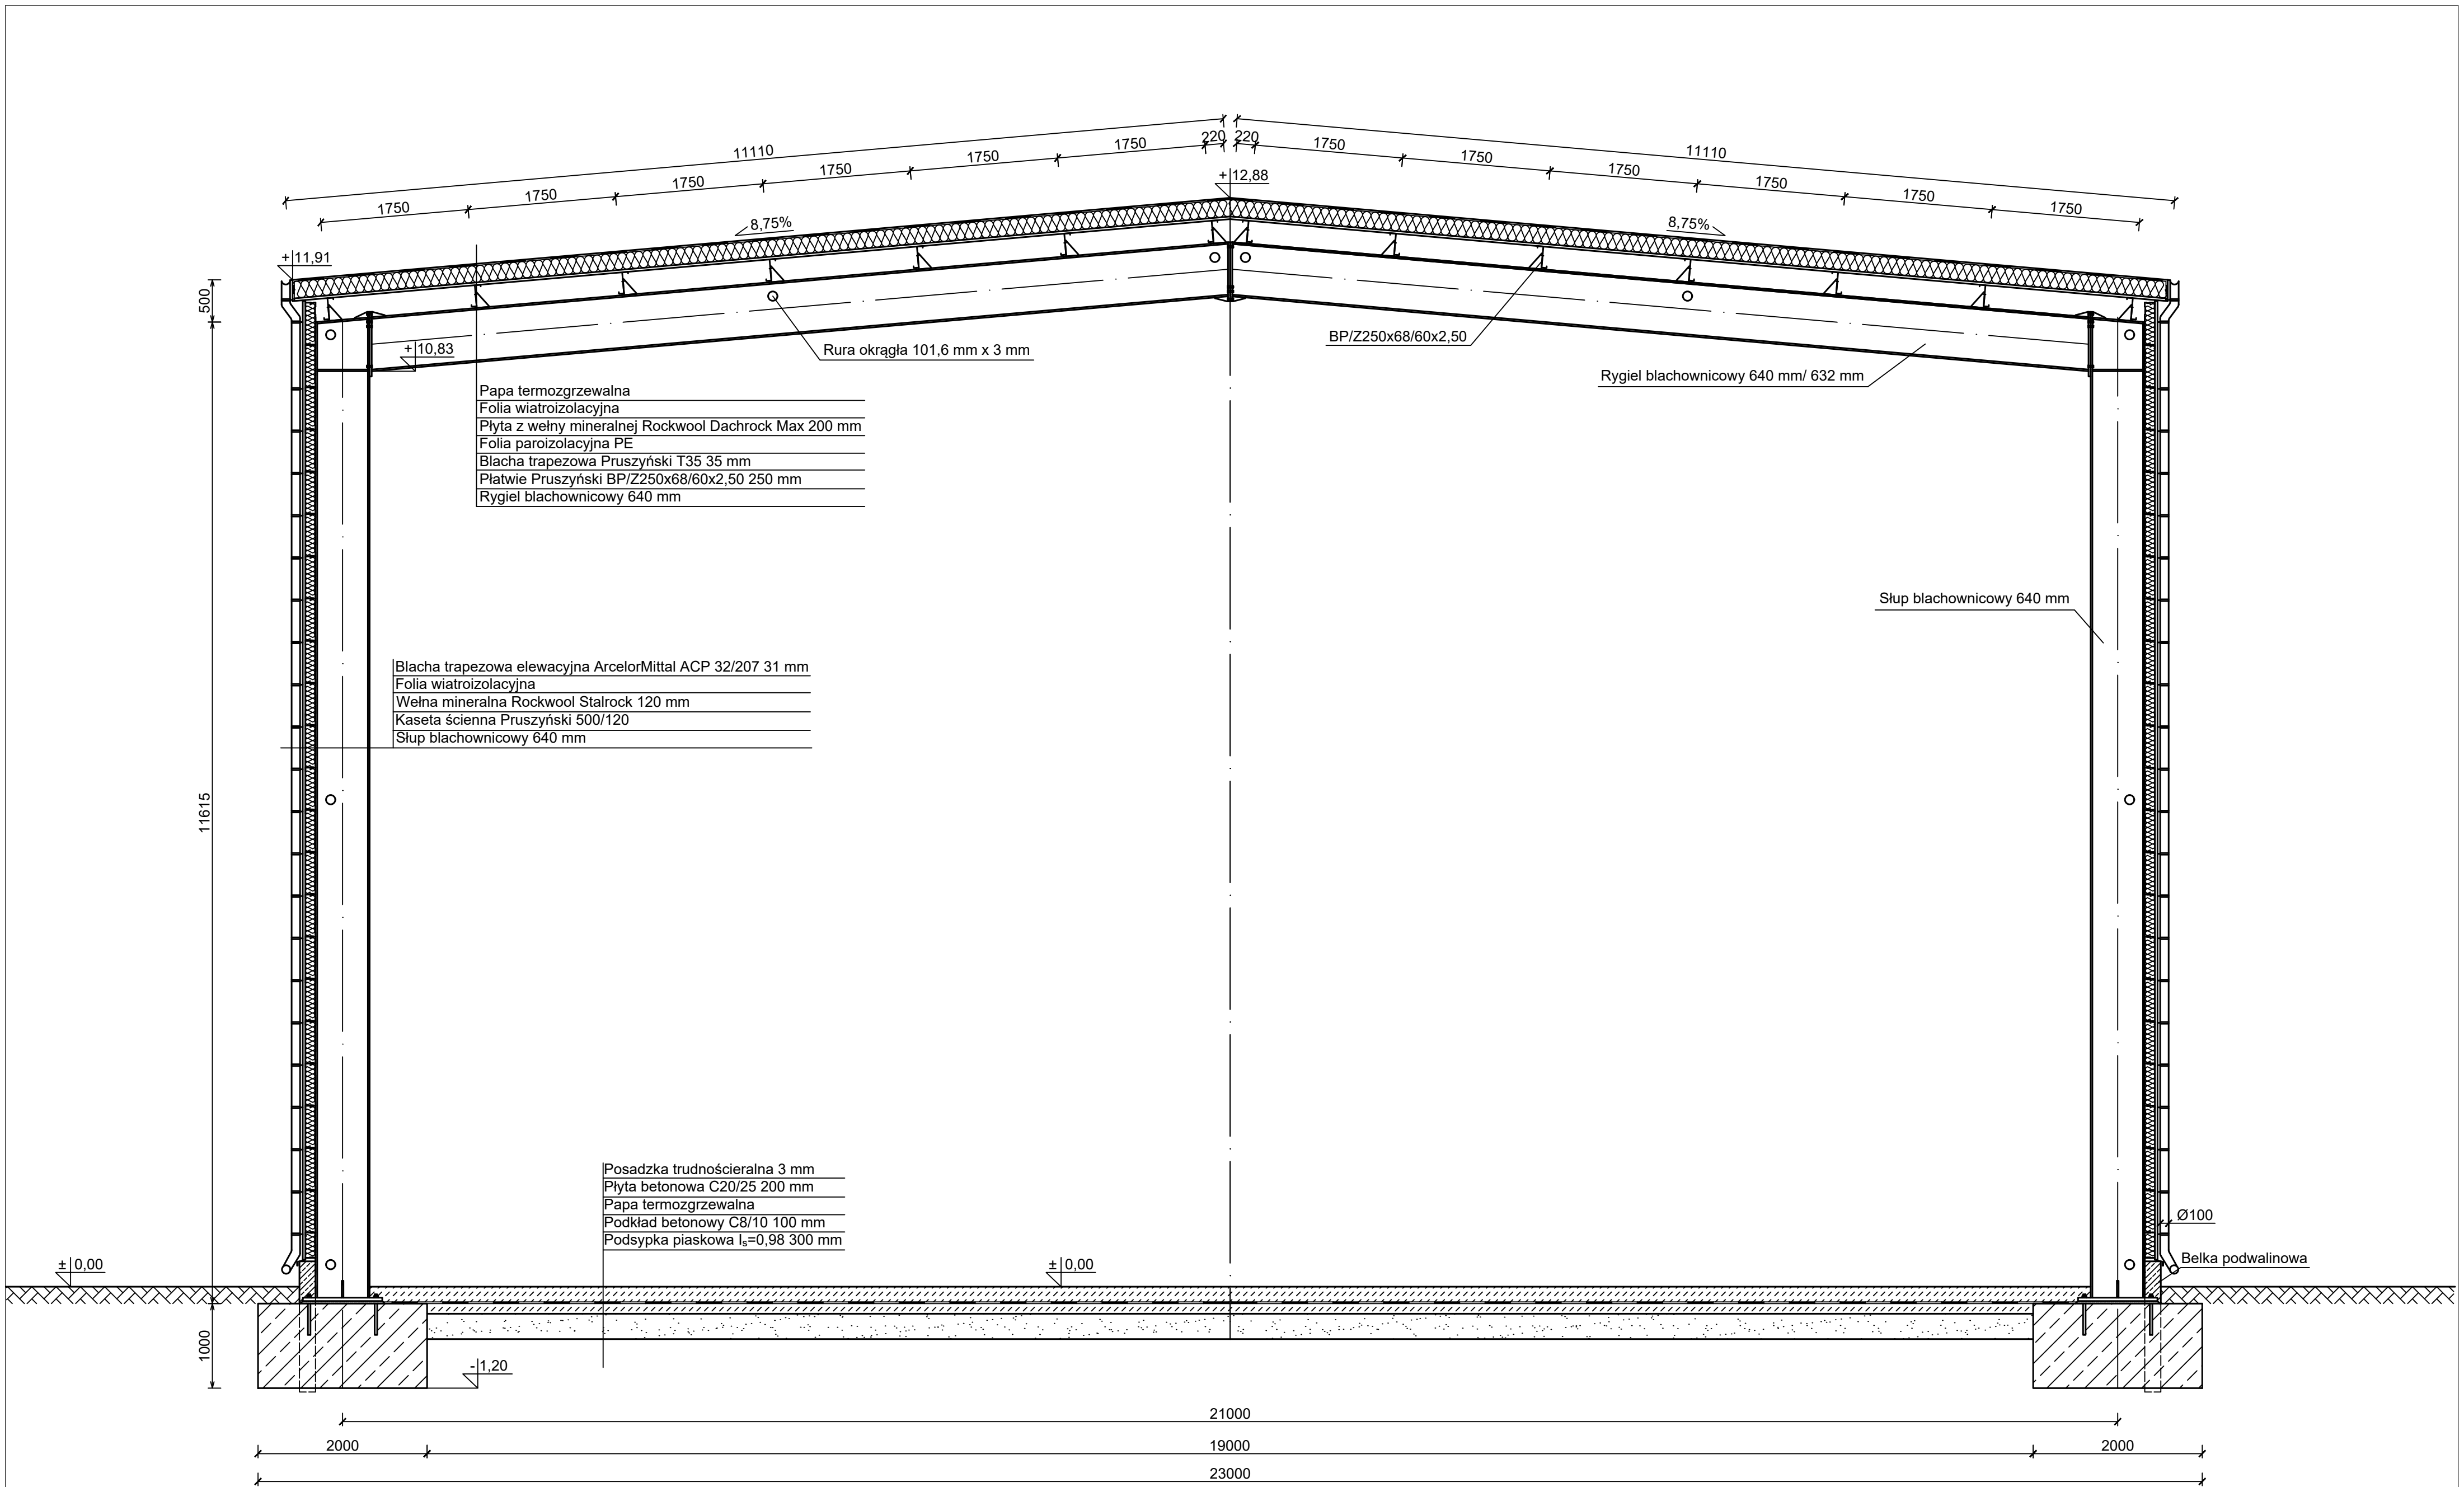 11110
11110
220
220
1750
1750
1750
1750
1750
1750
1750
1750
1750
1750
1750
1750
+12,88
8,75%
8,75%
+11,91
500
+10,83
Rura okrągła 101,6 mm x 3 mm
BP/Z250x68/60x2,50
Rygiel blachownicowy 640 mm/ 632 mm
Papa termozgrzewalna
Folia wiatroizolacyjna
Płyta z wełny mineralnej Rockwool Dachrock Max 200 mm
Folia paroizolacyjna PE
Blacha trapezowa Pruszyński T35 35 mm
Płatwie Pruszyński BP/Z250x68/60x2,50 250 mm
Rygiel blachownicowy 640 mm
Słup blachownicowy 640 mm
Blacha trapezowa elewacyjna ArcelorMittal ACP 32/207 31 mm
Folia wiatroizolacyjna
Wełna mineralna Rockwool Stalrock 120 mm
Kaseta ścienna Pruszyński 500/120
Słup blachownicowy 640 mm
11615
Posadzka trudnościeralna 3 mm
Płyta betonowa C20/25 200 mm
Papa termozgrzewalna
Podkład betonowy C8/10 100 mm
Podsypka piaskowa Iₛ=0,98 300 mm
Ø100
Belka podwalinowa
±0,00
±0,00
1000
-1,20
21000
2000
19000
2000
23000